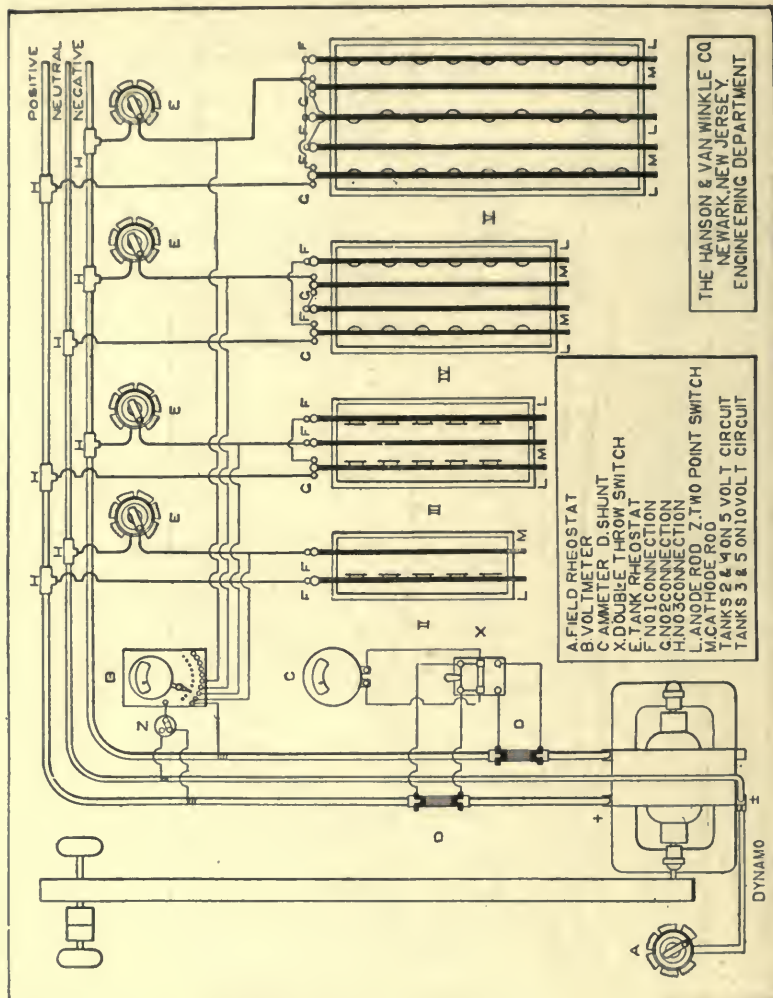 POSITIVE
NEUTRAL
NEGATIVE
H
H
H
H
H
H
H
H
E
E
E
E
B
Z
C
X
D
D
F
F
G
F
F
G
F
G
F
G
F
G
F
G
II
III
IV
V
L
M
L
M
L
L
M
M
L
L
M
L
M
L
+
±
DYNAMO
A
A.FIELD RHEOSTAT
B.VOLTMETER
C AMMETER D.SHUNT
X.DOUBLE THROW SWITCH
E.TANK RHEOSTAT
F NO1CONNECTION
G.NO2CONNECTION
H.NO3CONNECTION
L.ANODE ROD Z.TWO POINT SWITCH
M.CATHODE ROD
TANKS 2 & 4 ON 5 VOLT CIRCUIT
TANKS 3 & 5 ON 10 VOLT CIRCUIT
THE HANSON & VAN WINKLE CO
NEWARK, NEW JERSEY.
ENGINEERING DEPARTMENT